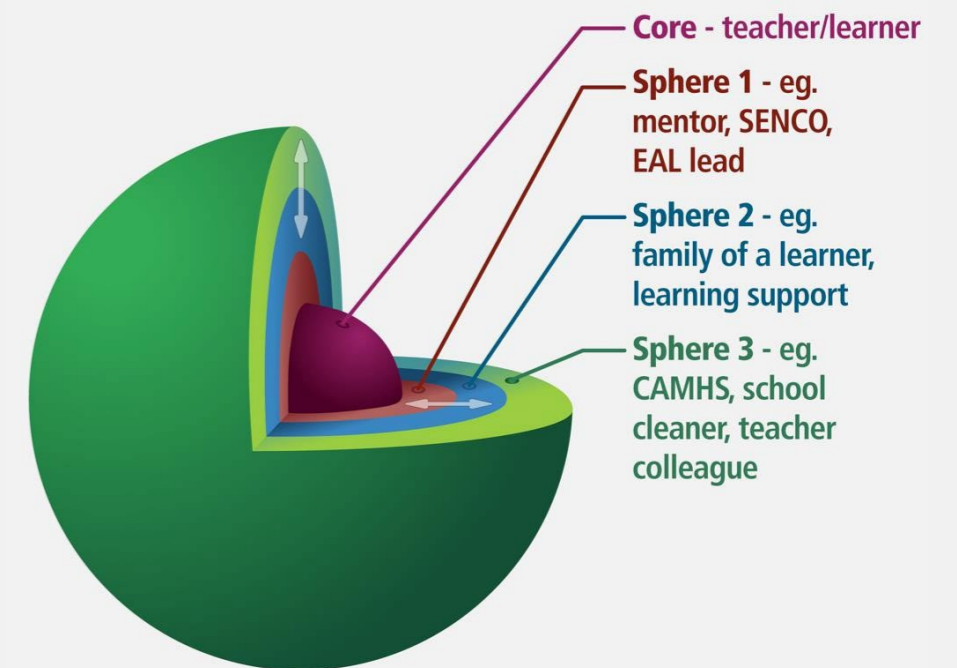 Core - teacher/learner
Sphere 1 - eg.
mentor, SENCO,
EAL lead
Sphere 2 - eg.
family of a learner,
learning support
Sphere 3 - eg.
CAMHS, school
cleaner, teacher
colleague